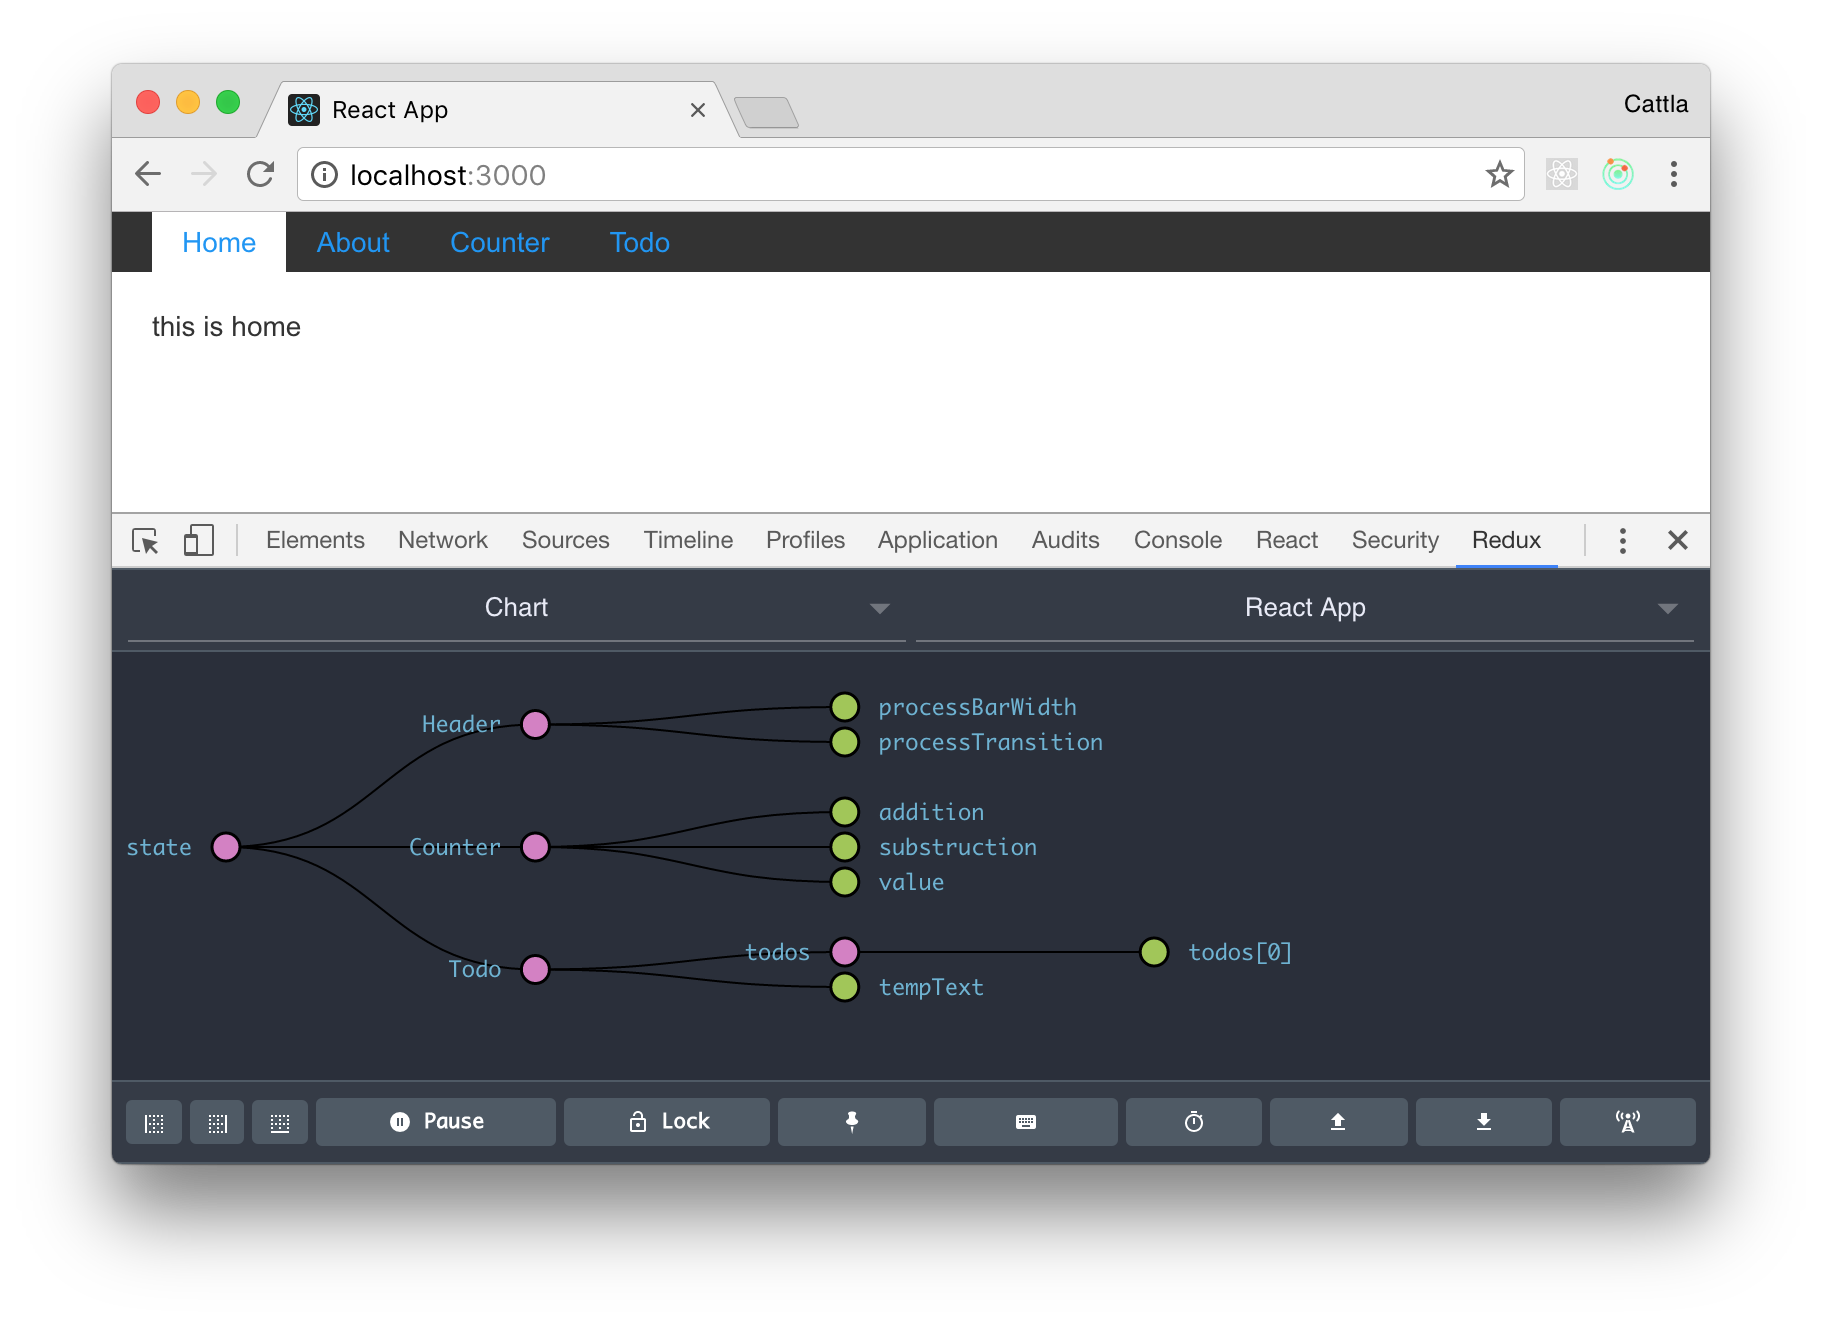 React App
Cattla
localhost:3000
Home About Counter Todo
this is home
Elements Network Sources Timeline Profiles Application Audits Console React Security Redux
Chart React App
processBarWidth
Header
processTransition
addition
state Counter substruction
value
todos todos[0]
Todo
tempText
Pause Lock